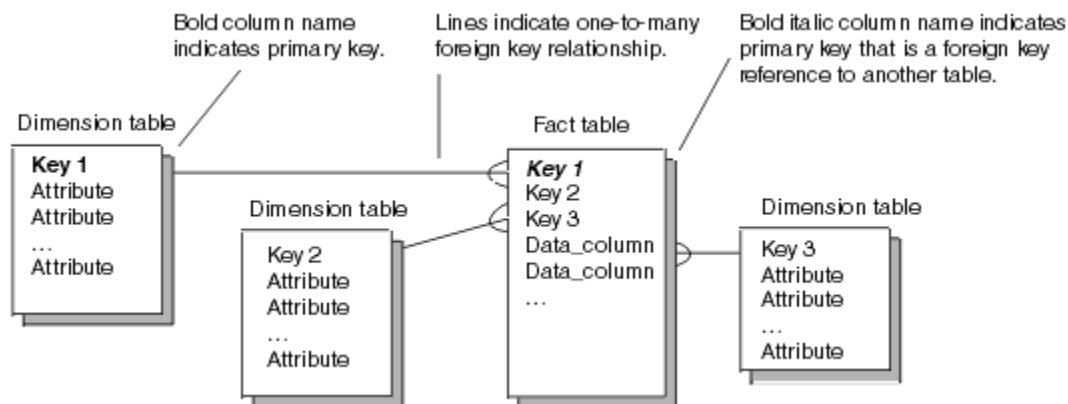 Bold column name
indicates primary key.
Lines indicate one-to-many
foreign key relationship.
Bold italic column name indicates
primary key that is a foreign key
reference to another table.
Dimension table
Key 1
Attribute
Attribute
...
Attribute
Dimension table
Key 2
Attribute
Attribute
...
Attribute
Fact table
Key 1
Key 2
Key 3
Data_column
Data_column
...
Dimension table
Key 3
Attribute
Attribute
...
Attribute